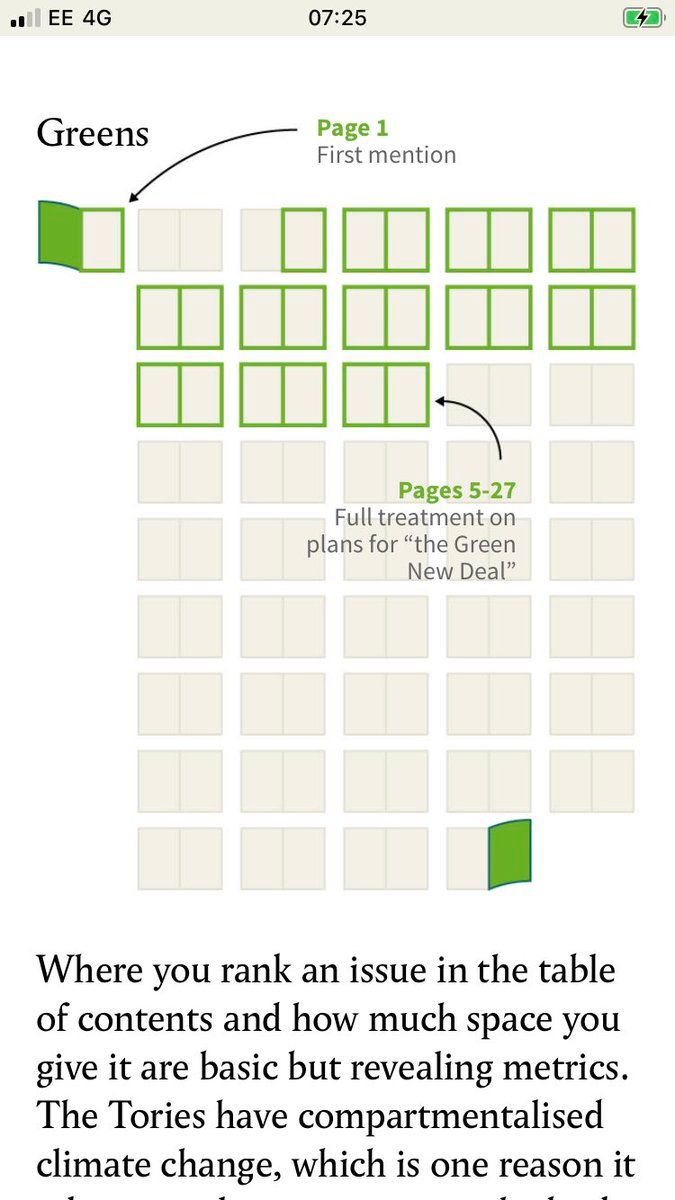 EE 4G
07:25
Greens
Page 1
First mention
Pages 5-27
Full treatment on
plans for “the Green
New Deal”
Where you rank an issue in the table
of contents and how much space you
give it are basic but revealing metrics.
The Tories have compartmentalised
climate change, which is one reason it